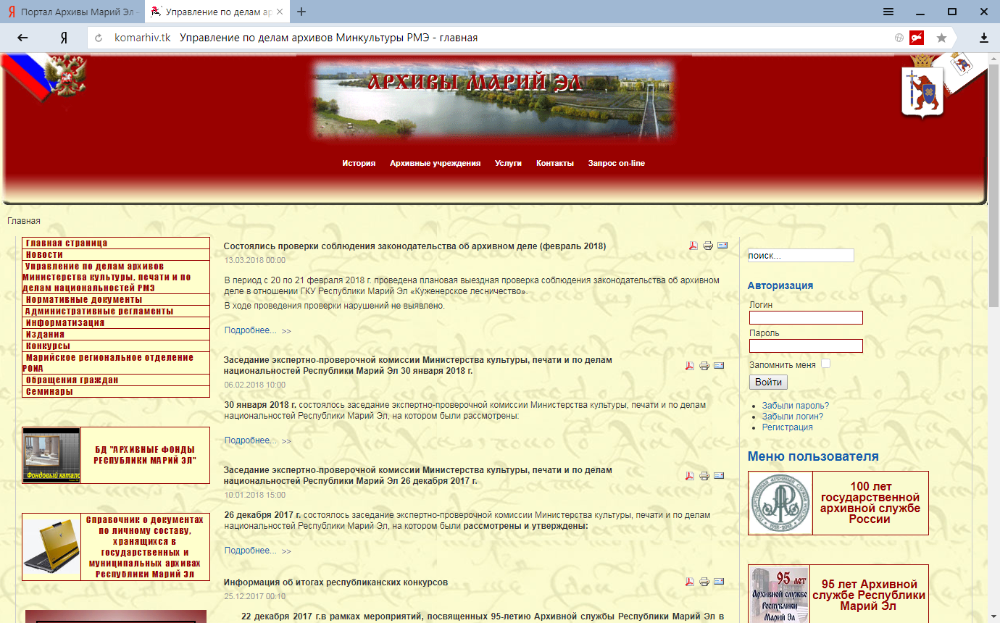 Портал Архивы Марий Эл -
Управление по делам ар
komarhiv.tk Управление по делам архивов Минкультуры РМЭ - главная
АРХИВЫ МАРИЙ ЭЛ
История Архивные учреждения Услуги Контакты Запрос on-line
Главная
Главная страница
Новости
Управление по делам архивов
Министерства культуры, печати и по
делам национальностей РМЭ
Нормативные документы
Административные регламенты
Информатизация
Издания
Конкурсы
Марийское региональное отделение
РОИА
Обращения граждан
Семинары
Фондовый катало
БД "АРХИВНЫЕ ФОНДЫ
РЕСПУБЛИКИ МАРИЙ ЭЛ"
Справочник о документах
по личному составу,
хранящихся в
государственных и
муниципальных архивах
Республики Марий Эл
Состоялись проверки соблюдения законодательства об архивном деле (февраль 2018)
13.03.2018 00:00
В период с 20 по 21 февраля 2018 г. проведена плановая выездная проверка соблюдения законодательства об архивном
деле в отношении ГКУ Республики Марий Эл «Куженерское лесничество».
В ходе проведения проверки нарушений не выявлено.
Подробнее... >>
Заседание экспертно-проверочной комиссии Министерства культуры, печати и по делам
национальностей Республики Марий Эл 30 января 2018 г.
06.02.2018 10:00
30 января 2018 г. состоялось заседание экспертно-проверочной комиссии Министерства культуры, печати и по делам
национальностей Республики Марий Эл, на котором были рассмотрены:
Подробнее... >>
Заседание экспертно-проверочной комиссии Министерства культуры, печати и по делам
национальностей Республики Марий Эл 26 декабря 2017 г.
10.01.2018 15:00
26 декабря 2017 г. состоялось заседание экспертно-проверочной комиссии Министерства культуры, печати и по делам
национальностей Республики Марий Эл, на котором были рассмотрены и утверждены:
Подробнее... >>
Информация об итогах республиканских конкурсов
25.12.2017 00:10
22 декабря 2017 г.в рамках мероприятий, посвященных 95-летию Архивной службы Республики Марий Эл в
поиск...
Авторизация
Логин
Пароль
Запомнить меня
Войти
Забыли пароль?
Забыли логин?
Регистрация
Меню пользователя
100 лет
государственной
архивной службе
России
95 лет
Архивной службе
Республики
Марий Эл
95 лет Архивной
службе Республики
Марий Эл